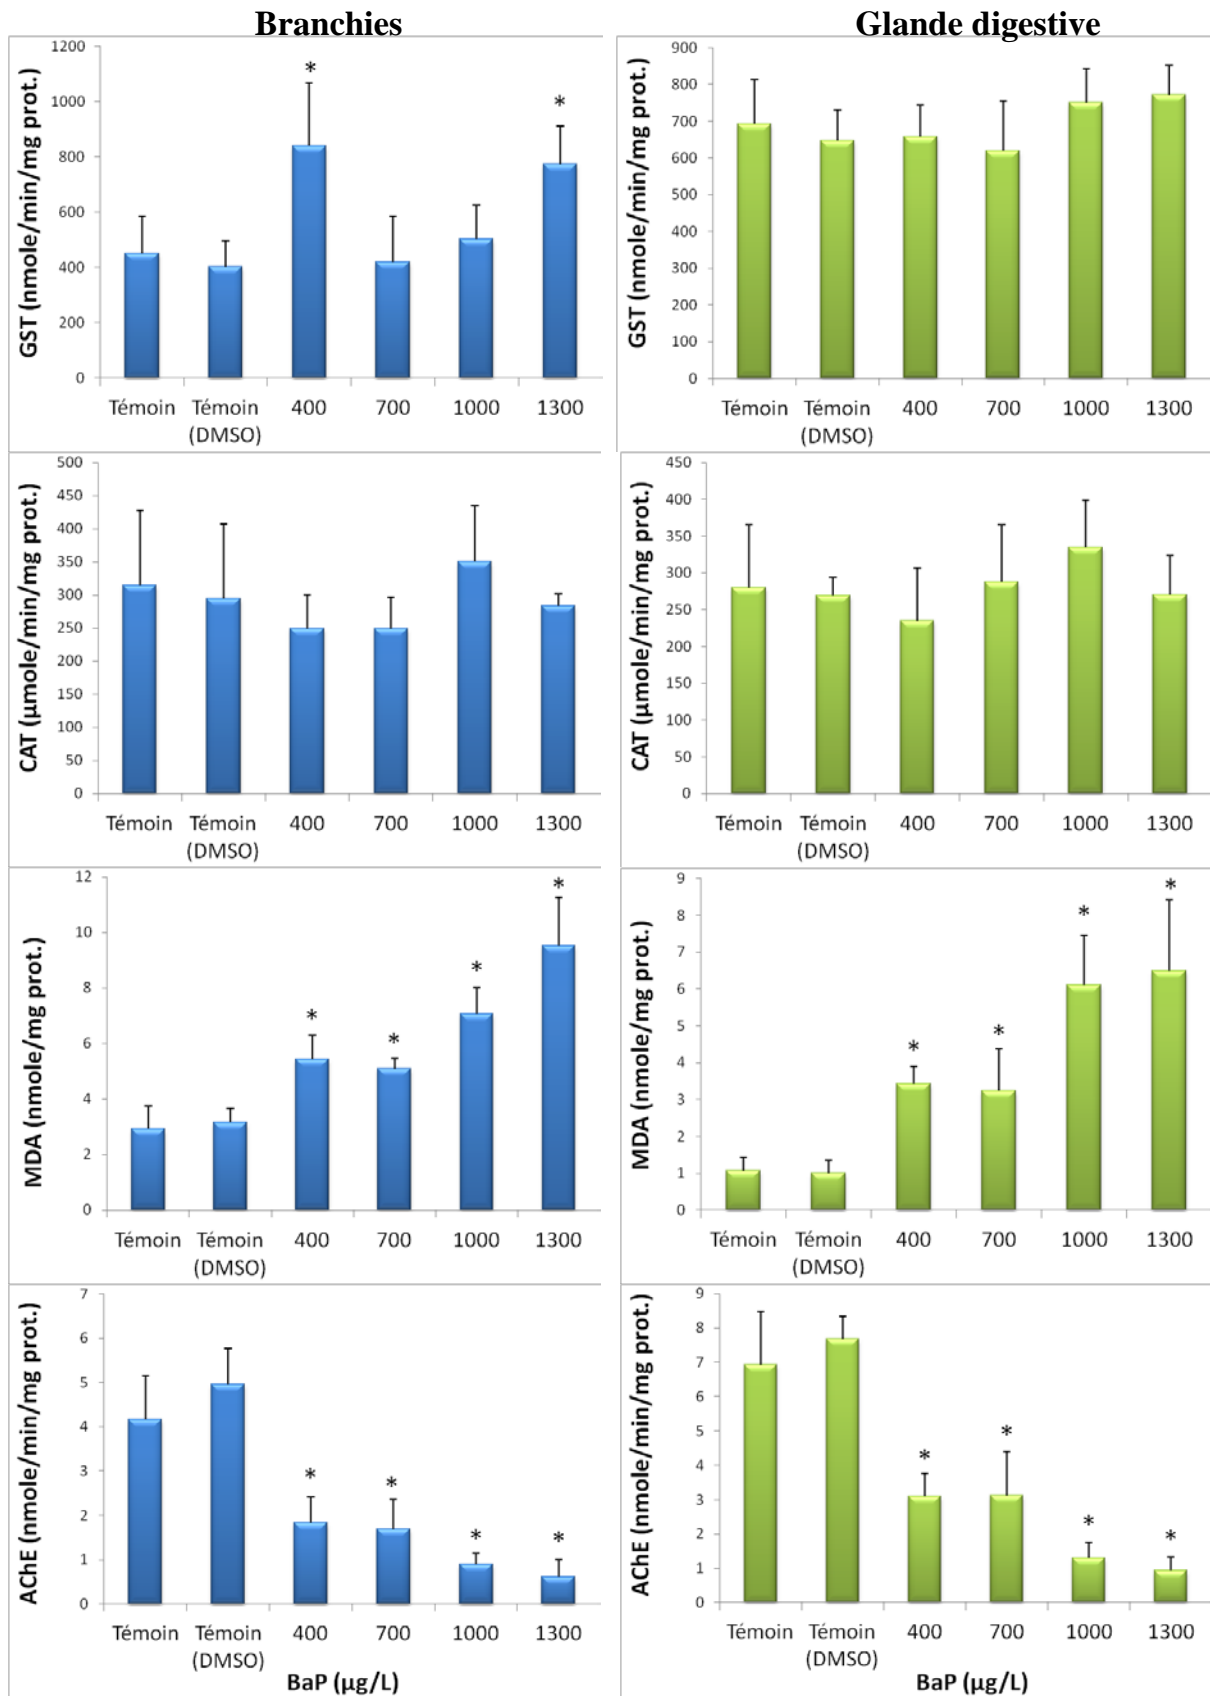 Branchies
Glande digestive
GST (nmole/min/mg prot.)
1200
1000
800
600
400
200
0
*
*
Témoin Témoin 400 700 1000 1300
(DMSO)
GST (nmole/min/mg prot.)
900
800
700
600
500
400
300
200
100
0
Témoin Témoin 400 700 1000 1300
(DMSO)
CAT (µmole/min/mg prot.)
500
450
400
350
300
250
200
150
100
50
0
Témoin Témoin 400 700 1000 1300
(DMSO)
CAT (µmole/min/mg prot.)
450
400
350
300
250
200
150
100
50
0
Témoin Témoin 400 700 1000 1300
(DMSO)
MDA (nmole/mg prot.)
12
10
8
6
4
2
0
* * * *
Témoin Témoin 400 700 1000 1300
(DMSO)
MDA (nmole/mg prot.)
9
8
7
6
5
4
3
2
1
0
* * * *
Témoin Témoin 400 700 1000 1300
(DMSO)
AChE (nmole/min/mg prot.)
7
6
5
4
3
2
1
0
* * * *
Témoin Témoin 400 700 1000 1300
(DMSO)
BaP (µg/L)
AChE (nmole/min/mg prot.)
9
8
7
6
5
4
3
2
1
0
* * * *
Témoin Témoin 400 700 1000 1300
(DMSO)
BaP (µg/L)